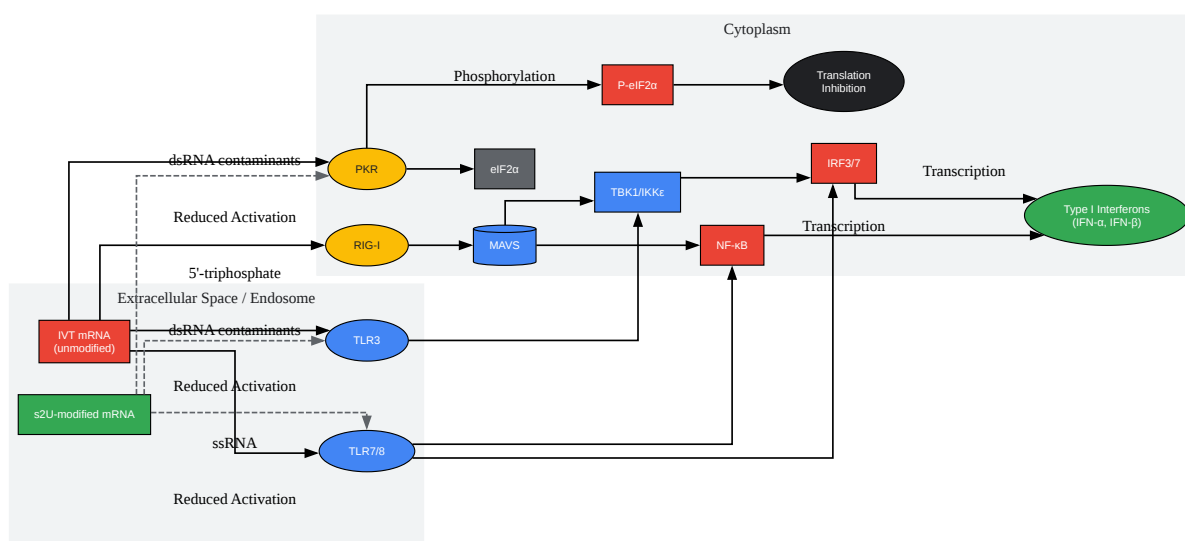 Cytoplasm
Phosphorylation
P-eIF2α
Translation
Inhibition
dsRNA contaminants
PKR
eIF2α
TBK1/IKKε
IRF3/7
Transcription
Reduced Activation
RIG-I
MAVS
NF-κB
Transcription
Type I Interferons
(IFN-α, IFN-β)
5'-triphosphate
Extracellular Space / Endosome
IVT mRNA
(unmodified)
dsRNA contaminants
TLR3
Reduced Activation
s2U-modified mRNA
ssRNA
TLR7/8
Reduced Activation